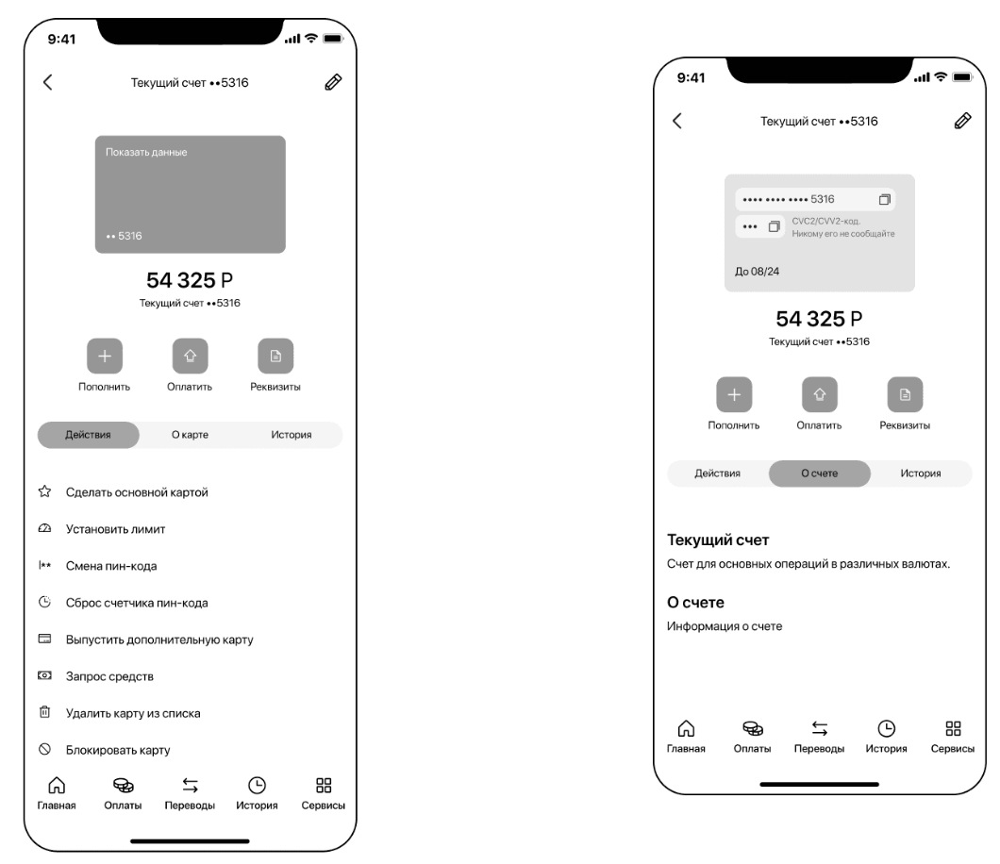 9:41
Текущий счет ••5316
Показать данные
•• 5316
54 325 Р
Текущий счет ••5316
Пополнить Оплатить Реквизиты
Действия О карте История
Сделать основной картой
Установить лимит
Смена пин-кода
Сброс счетчика пин-кода
Выпустить дополнительную карту
Запрос средств
Удалить карту из списка
Блокировать карту
Главная Оплаты Переводы История Сервисы
9:41
Текущий счет ••5316
•••• •••• •••• 5316
••• CVC2/CVV2-код.
Никому его не сообщайте
До 08/24
54 325 Р
Текущий счет ••5316
Пополнить Оплатить Реквизиты
Действия О счете История
Текущий счет
Счет для основных операций в различных валютах.
О счете
Информация о счете
Главная Оплаты Переводы История Сервисы